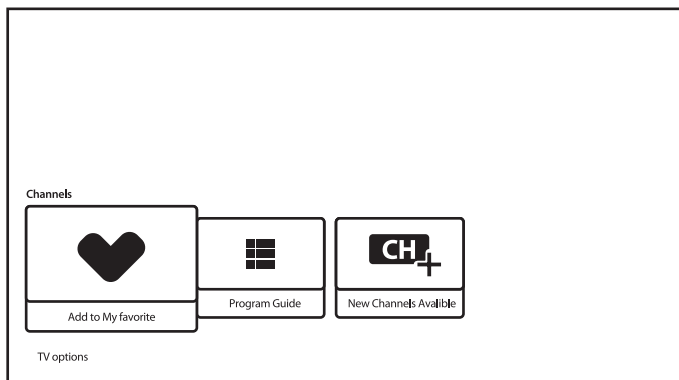 Channels
CH
Add to My favorite
Program Guide
New Channels Avalible
TV options